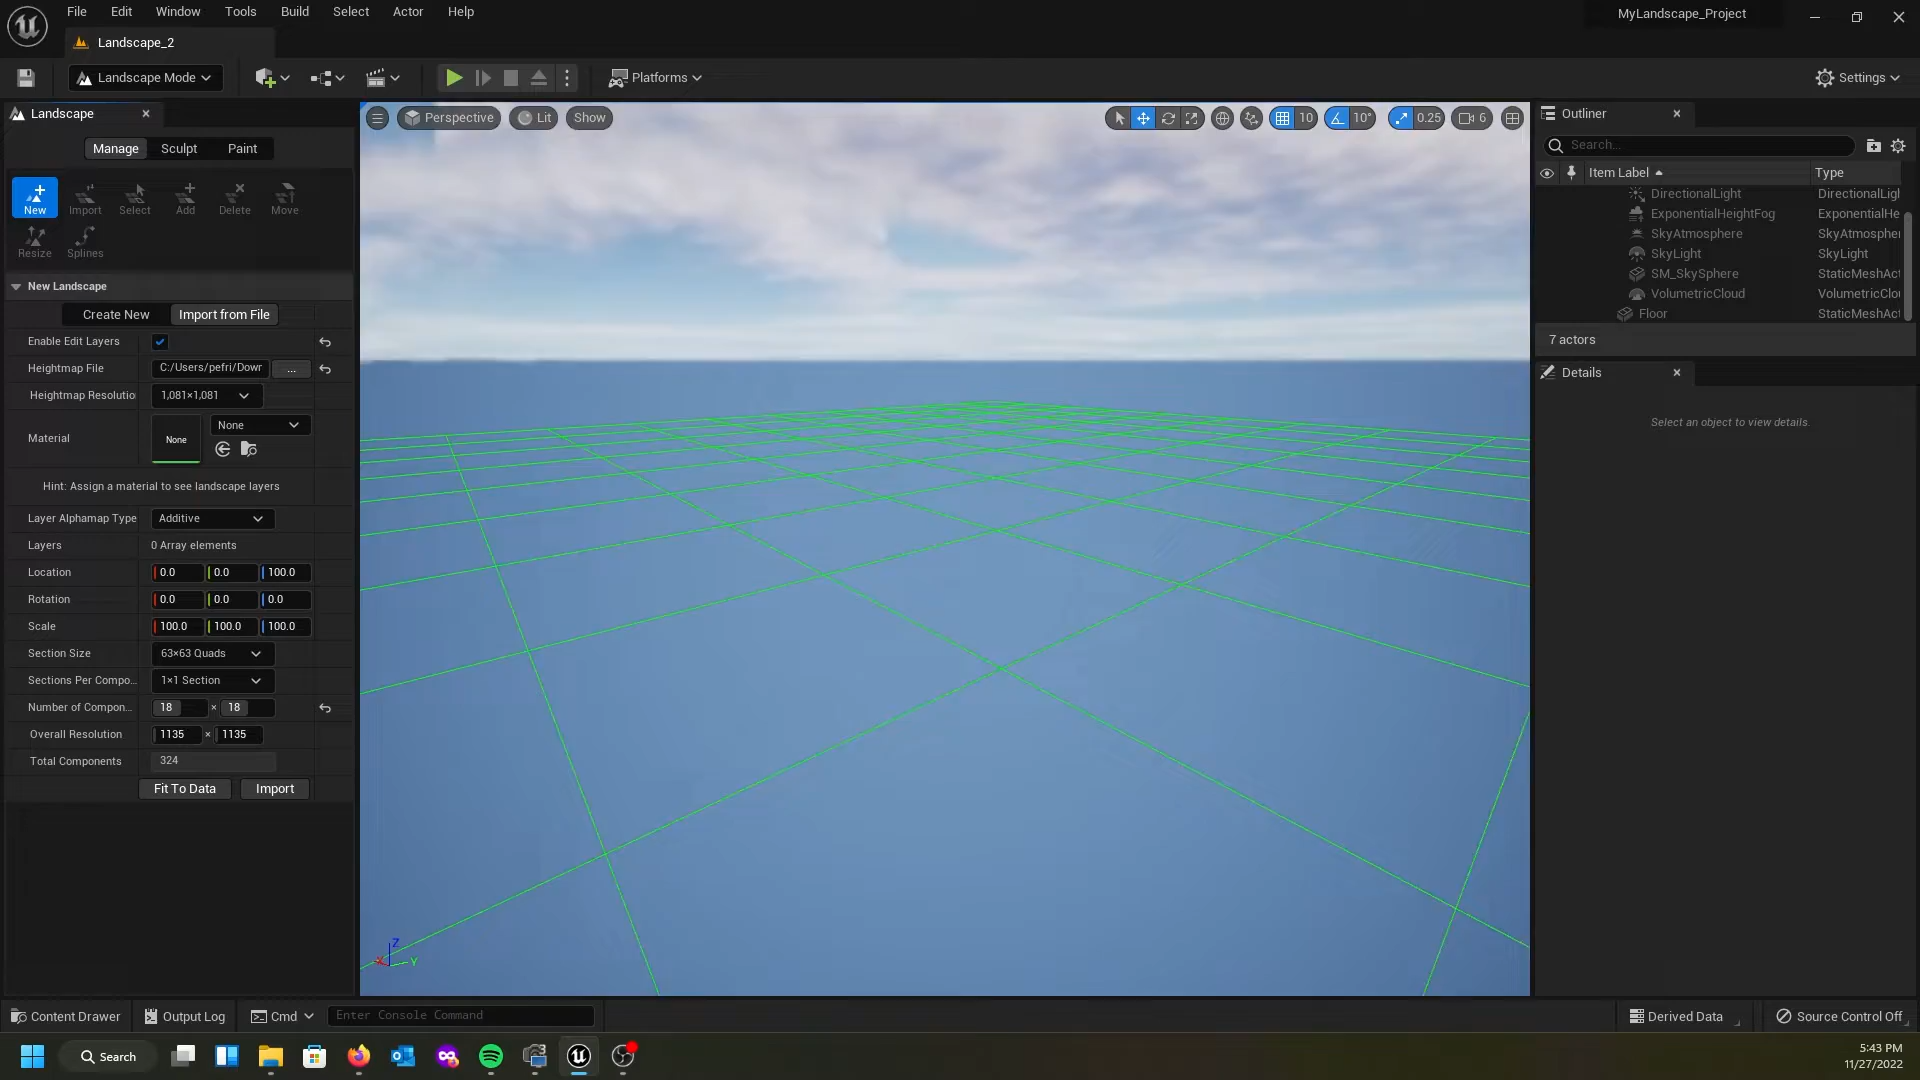 File Edit Window Tools Build Select Actor Help
MyLandscape_Project
Landscape_2
Landscape Mode
Platforms
Settings
Landscape
Manage Sculpt Paint
New Import Select Add Delete Move
Resize Splines
New Landscape
Create New Import from File
Enable Edit Layers
Heightmap File C:/Users/pefri/Dowr ...
Heightmap Resolutio 1,081×1,081
Material None None
Hint: Assign a material to see landscape layers
Layer Alphamap Type Additive
Layers 0 Array elements
Location 0.0 0.0 100.0
Rotation 0.0 0.0 0.0
Scale 100.0 100.0 100.0
Section Size 63×63 Quads
Sections Per Compo... 1×1 Section
Number of Compon... 18 × 18
Overall Resolution 1135 × 1135
Total Components 324
Fit To Data Import
Perspective Lit Show
10 10° 0.25 6
Z
X Y
Outliner
Search...
Item Label Type
DirectionalLight DirectionalLigh
ExponentialHeightFog ExponentialHe
SkyAtmosphere SkyAtmospher
SkyLight SkyLight
SM_SkySphere StaticMeshAct
VolumetricCloud VolumetricClou
Floor StaticMeshAct
7 actors
Details
Select an object to view details.
Content Drawer Output Log Cmd Enter Console Command
Derived Data Source Control Off
Search
5:43 PM
11/27/2022